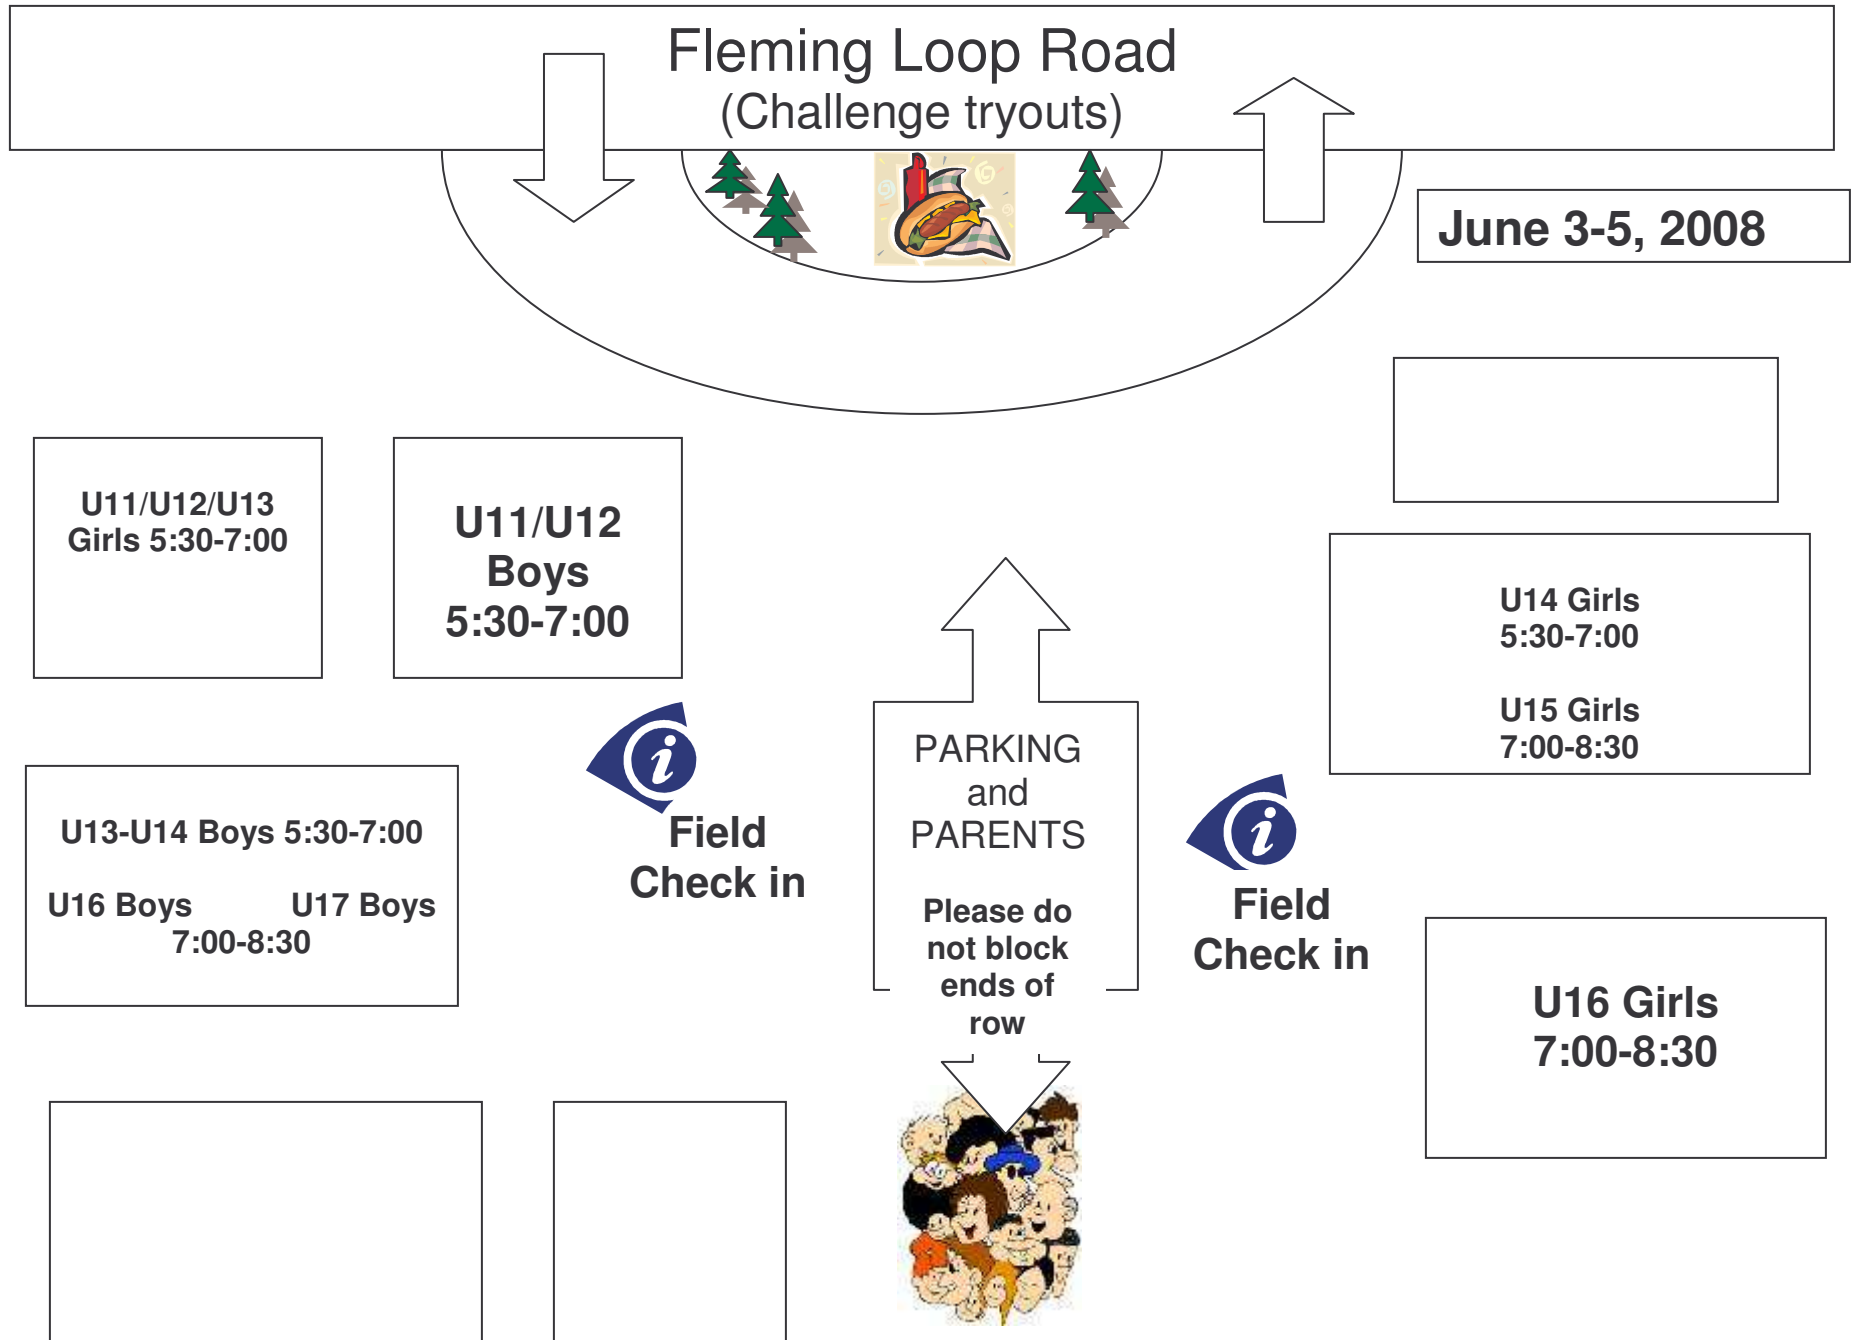 Fleming Loop Road
(Challenge tryouts)
June 3-5, 2008
U11/U12/U13
Girls 5:30-7:00
U11/U12
Boys
5:30-7:00
U14 Girls
5:30-7:00
U15 Girls
7:00-8:30
PARKING
and
PARENTS
Please do
not block
ends of
row
i
Field
Check in
i
Field
Check in
U13-U14 Boys 5:30-7:00
U16 Boys U17 Boys
7:00-8:30
U16 Girls
7:00-8:30